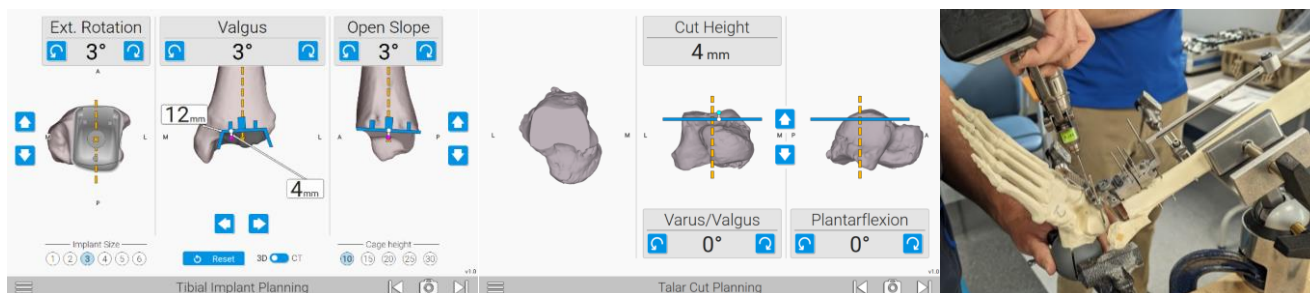 Ext. Rotation
3°
Valgus
3°
Open Slope
3°
A
M
L
P
12mm
M
L
4mm
A
P
Implant Size
1 2 3 4 5 6
Reset
3D CT
Cage height
10 15 20 25 30
v1.0
Tibial Implant Planning
Cut Height
4 mm
M
L
M
P
A
Varus/Valgus
0°
Plantarflexion
0°
v1.0
Talar Cut Planning